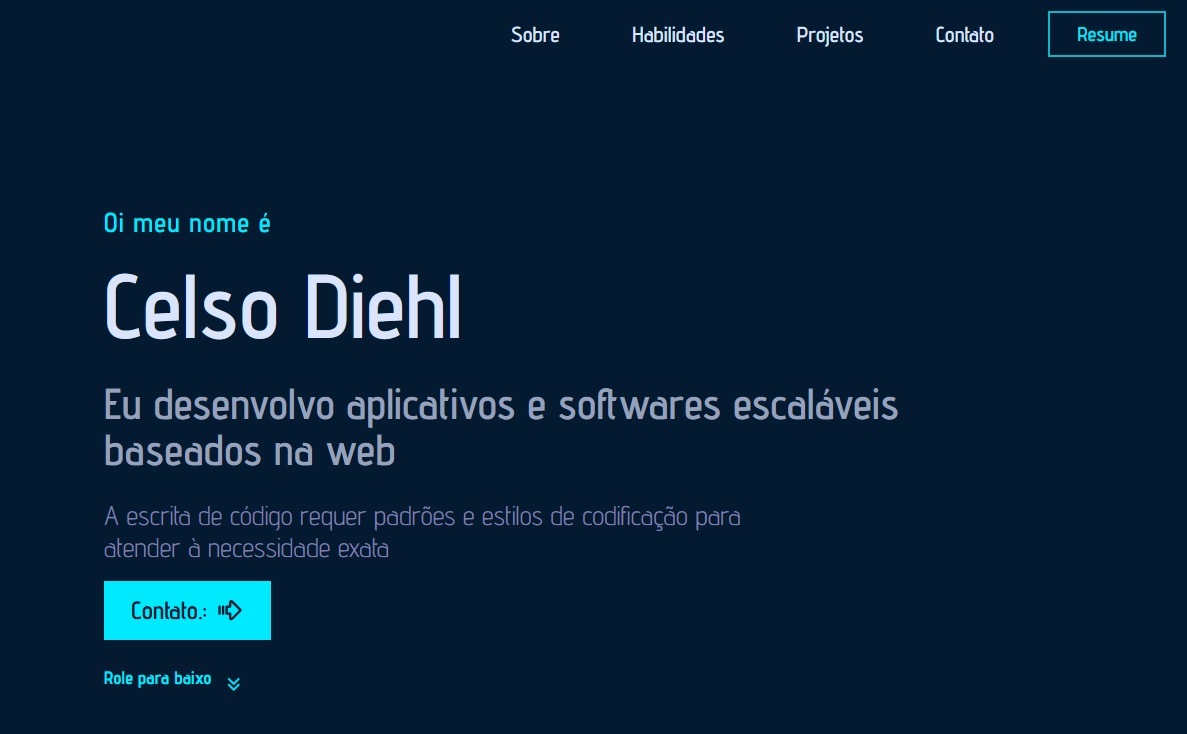 Sobre Habilidades Projetos Contato Resume
Oi meu nome é
Celso Diehl
Eu desenvolvo aplicativos e softwares escaláveis
baseados na web
A escrita de código requer padrões e estilos de codificação para
atender à necessidade exata
Contato.:
Role para baixo